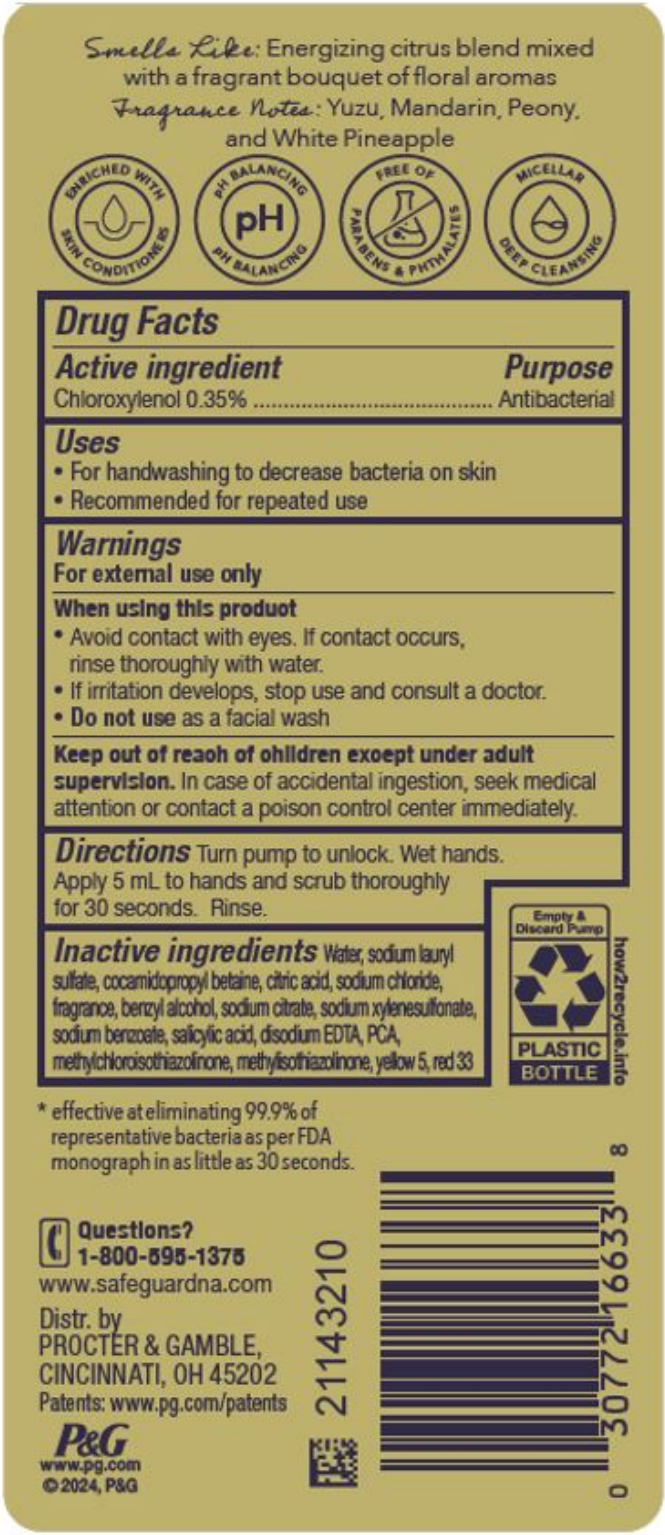 Smells Like: Energizing citrus blend mixed
with a fragrant bouquet of floral aromas
Fragrance Notes: Yuzu, Mandarin, Peony,
and White Pineapple
ENRICHED WITH
SKIN CONDITIONERS
pH BALANCING
pH
pH BALANCING
FREE OF
PARABENS & PHTHALATES
MICELLAR
DEEP CLEANSING
Drug Facts
Active ingredient Purpose
Chloroxylenol 0.35% ........................................ Antibacterial
Uses
• For handwashing to decrease bacteria on skin
• Recommended for repeated use
Warnings
For external use only
When using this product
• Avoid contact with eyes. If contact occurs,
rinse thoroughly with water.
• If irritation develops, stop use and consult a doctor.
• Do not use as a facial wash
Keep out of reach of children except under adult
supervision. In case of accidental ingestion, seek medical
attention or contact a poison control center immediately.
Directions Turn pump to unlock. Wet hands.
Apply 5 mL to hands and scrub thoroughly
for 30 seconds. Rinse.
Inactive ingredients Water, sodium lauryl
sulfate, cocamidopropyl betaine, citric acid, sodium chloride,
fragrance, benzyl alcohol, sodium citrate, sodium xylenesulfonate,
sodium benzoate, salicylic acid, disodium EDTA, PCA,
methylchloroisothiazolinone, methylisothiazolinone, yellow 5, red 33
Empty &
Discard Pump
PLASTIC
BOTTLE
how2recycle.info
* effective at eliminating 99.9% of
representative bacteria as per FDA
monograph in as little as 30 seconds.
Questions?
1-800-595-1375
www.safeguardna.com
Distr. by
PROCTER & GAMBLE,
CINCINNATI, OH 45202
Patents: www.pg.com/patents
P&G
www.pg.com
© 2024, P&G
21143210
0 30772 16633 8